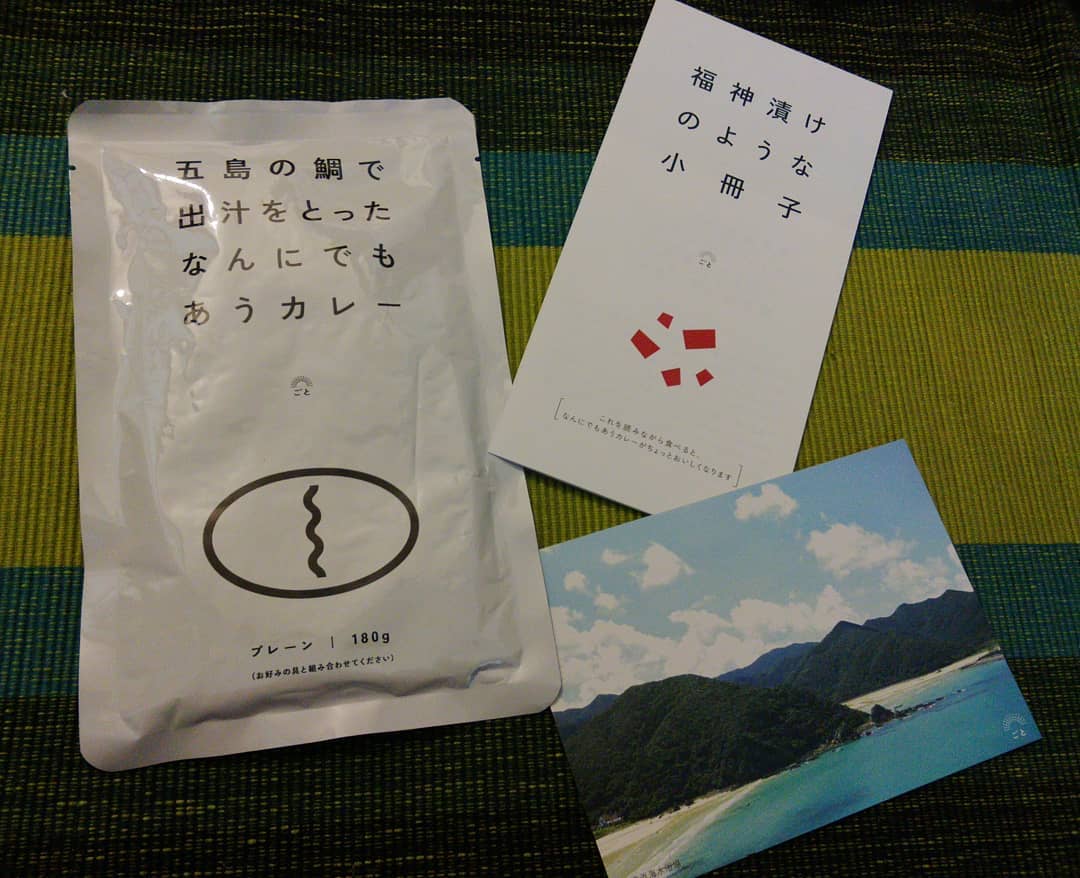 五島の鯛で
出汁をとった
なんにでも
あうカレー
ごと
プレーン | 180g
(お好みの具と組み合わせてください)
福神漬け
のような
小冊子
ごと
[これを読みながら食べると、
なんにでもあうカレーがちょっとおいしくなります]
ごと